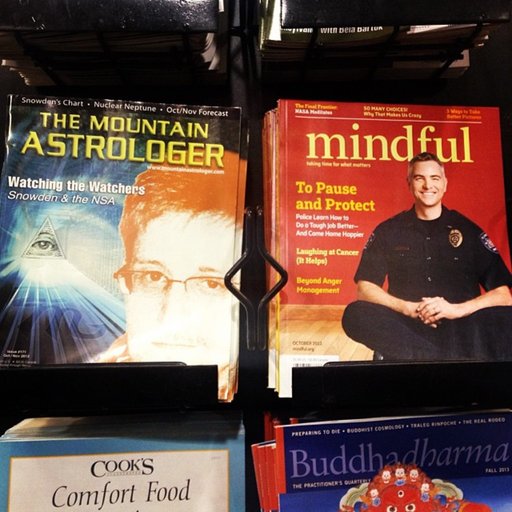 with Bela Bartok
Snowden's Chart • Nuclear Neptune • Oct/Nov Forecast
THE MOUNTAIN
ASTROLOGER
www.mountainastrologer.com
Watching the Watchers
Snowden & the NSA
Issue #171
Oct/Nov 2013
The Final Frontier:
NASA Meditates
SO MANY CHOICES!
Why That Makes Us Crazy
5 Ways to Take
Better Pictures
mindful
taking time for what matters
To Pause
and Protect
Police Learn How to
Do a Tough Job Better—
And Come Home Happier
Laughing at Cancer
(It Helps)
Beyond Anger
Management
OCTOBER 2013
mindful.org
COOK'S
Comfort Food
PREPARING TO DIE • BUDDHIST COSMOLOGY • TRALEG RINPOCHE • THE REAL RODEO
Buddhadharma
THE PRACTITIONER'S QUARTERLY
FALL 2013